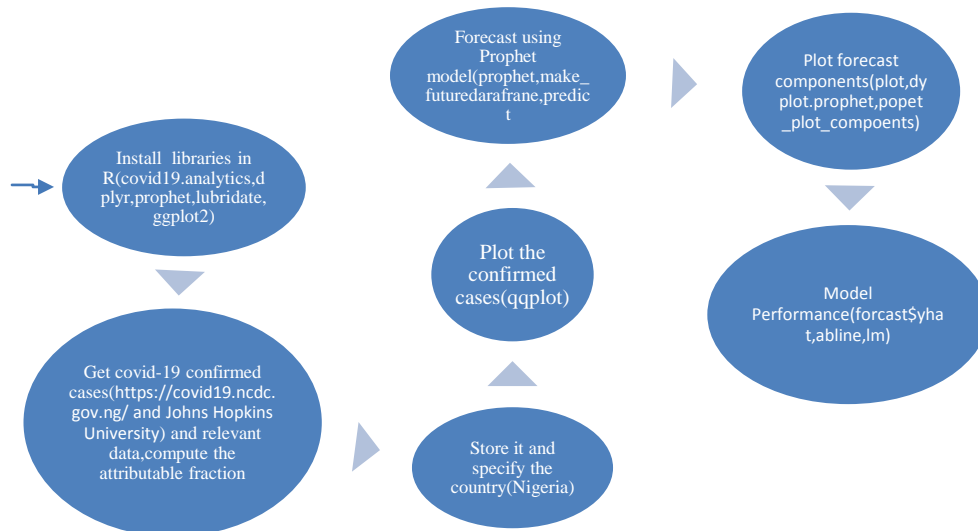 Install libraries in
R(covid19.analytics,d
plyr,prophet,lubridate,
ggplot2)
Get covid-19 confirmed
cases(https://covid19.ncdc.
gov.ng/ and Johns Hopkins
University) and relevant
data,compute the
attributable fraction
Store it and
specify the
country(Nigeria)
Plot the
confirmed
cases(qqplot)
Forecast using
Prophet
model(prophet,make_
futuredarafrane,predic
t
Plot forecast
components(plot,dy
plot.prophet,popet
_plot_compoents)
Model
Performance(forcast$yha
t,abline,lm)